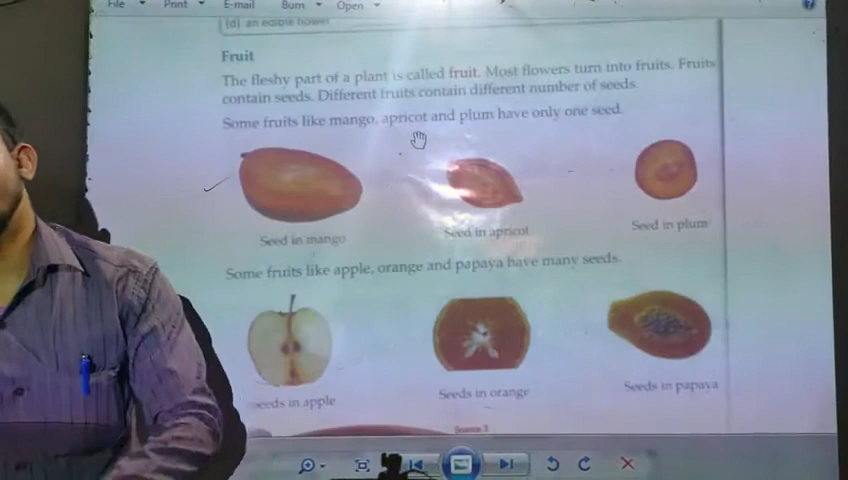 File Print E-mail Burn Open
(d) an edible flower
Fruit
The fleshy part of a plant is called fruit. Most flowers turn into fruits. Fruits
contain seeds. Different fruits contain different number of seeds.
Some fruits like mango, apricot and plum have only one seed.
Seed in mango Seed in apricot Seed in plum
Some fruits like apple, orange and papaya have many seeds.
seeds in apple Seeds in orange Seeds in papaya
Science-3